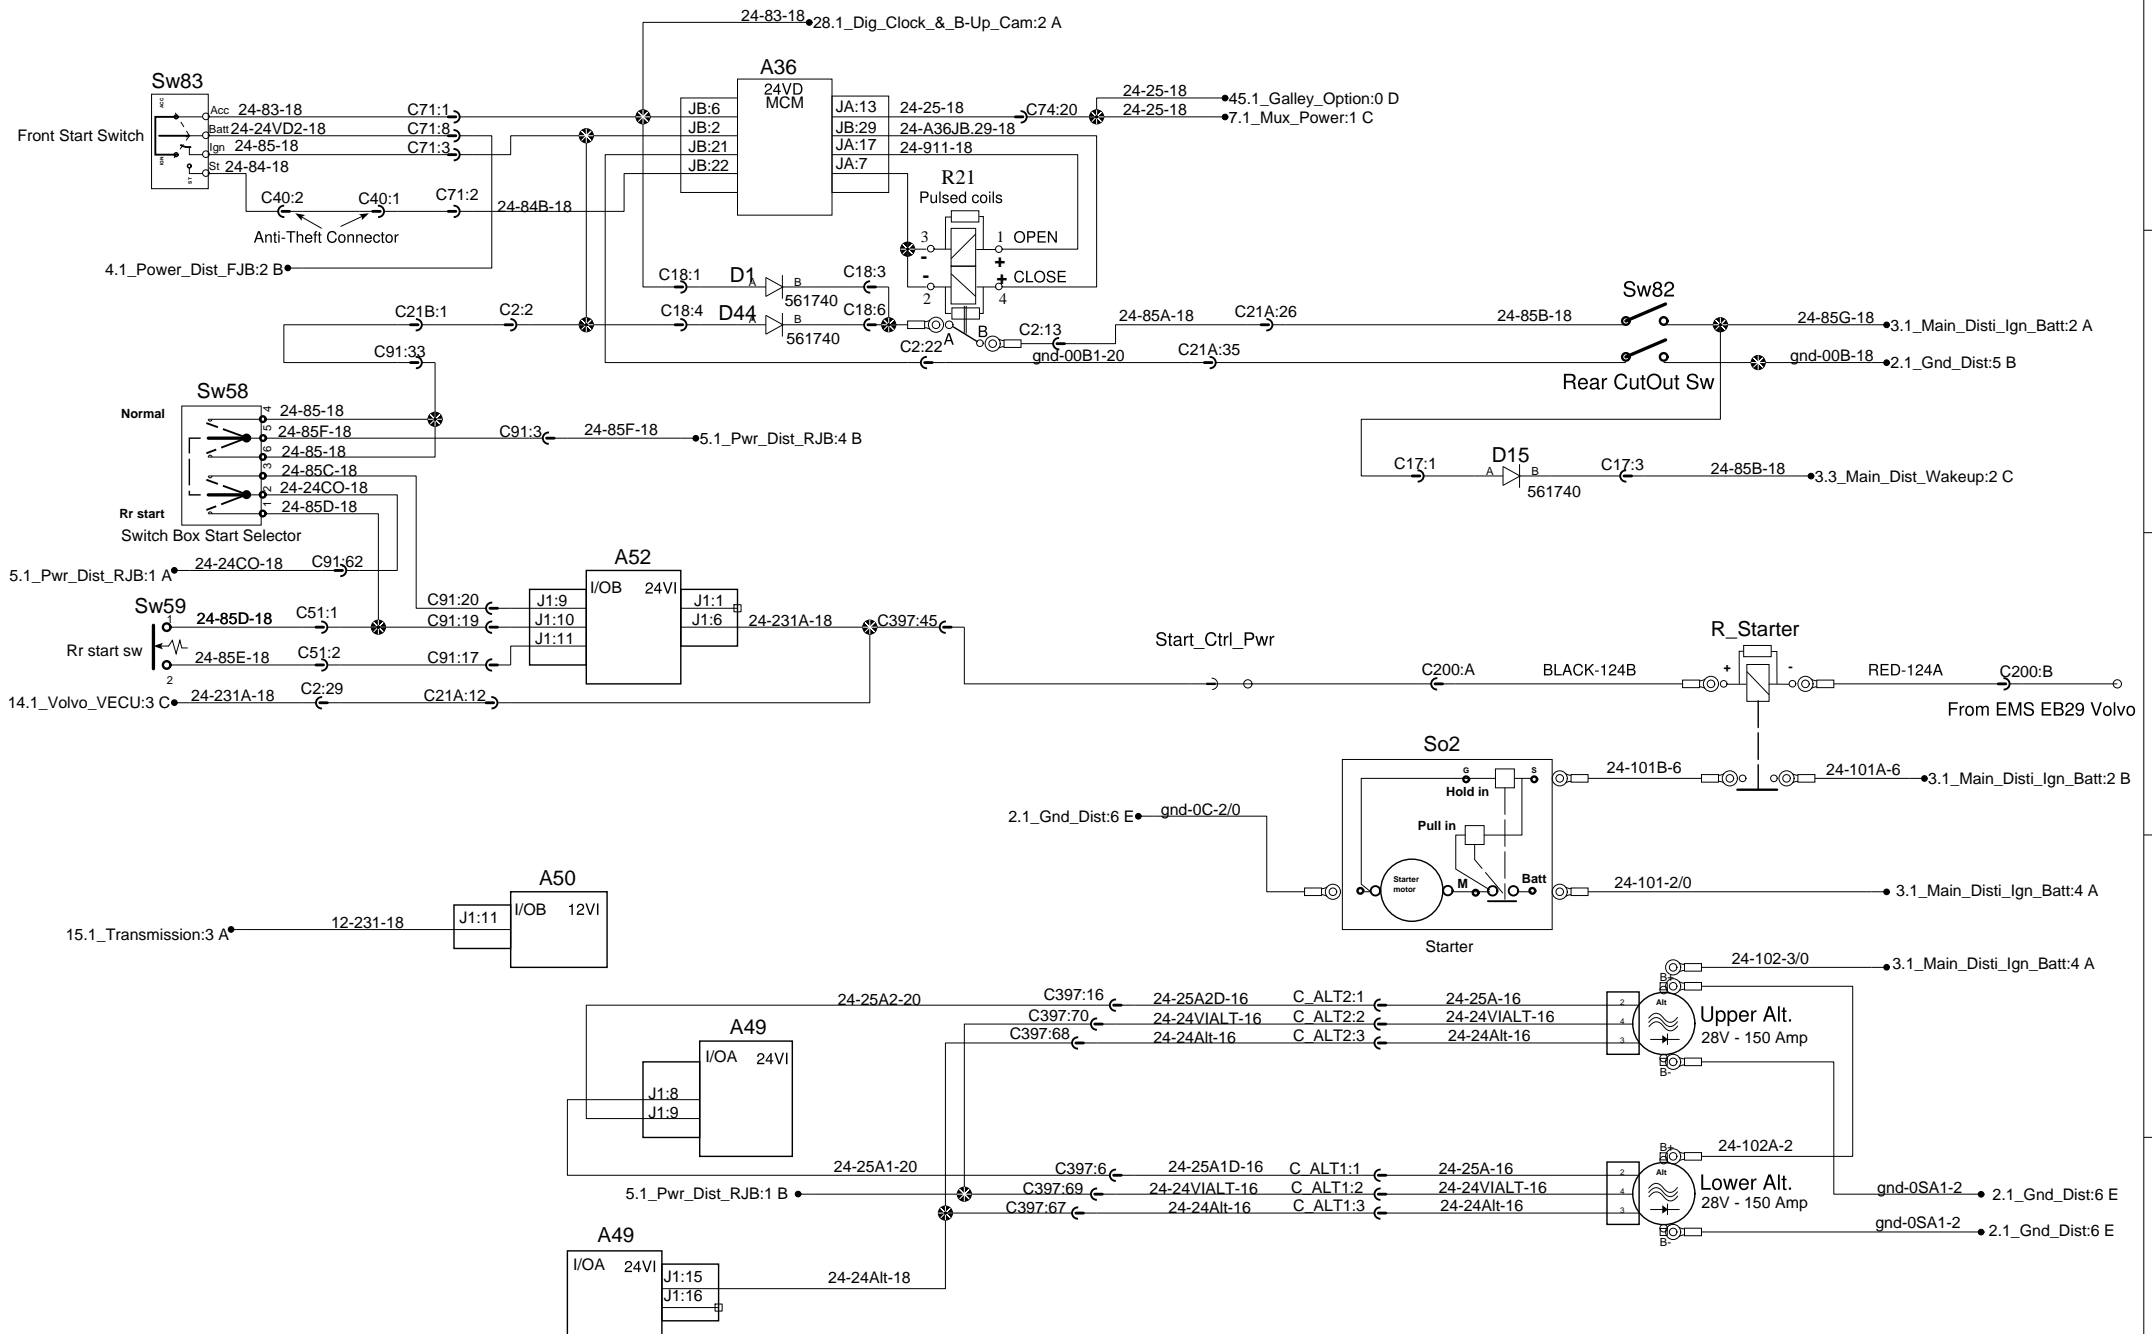 24-83-18
28.1_Dig_Clock_&_B-Up_Cam:2 A
Sw83
A36
24VD
MCM
Front Start Switch
ACC
IGN
ST
Acc
24-83-18
C71:1
Batt
24-24VD2-18
C71:8
Ign
24-85-18
C71:3
St
24-84-18
JB:6
JB:2
JB:21
JB:22
JA:13
JB:29
JA:17
JA:7
24-25-18
C74:20
24-A36JB.29-18
24-911-18
24-25-18
45.1_Galley_Option:0 D
24-25-18
7.1_Mux_Power:1 C
C40:2
C40:1
C71:2
24-84B-18
Anti-Theft Connector
4.1_Power_Dist_FJB:2 B
R21
Pulsed coils
3
1
OPEN
-
+
-
+
CLOSE
2
4
C18:1
D1
A
B
561740
C18:3
C18:4
D44
A
B
561740
C18:6
A
B
C2:13
24-85A-18
C21A:26
24-85B-18
Sw82
24-85G-18
3.1_Main_Disti_Ign_Batt:2 A
C21B:1
C2:2
C91:33
C2:22
gnd-00B1-20
C21A:35
Rear CutOut Sw
gnd-00B-18
2.1_Gnd_Dist:5 B
Sw58
Normal
Rr start
4
24-85-18
5
24-85F-18
C91:3
24-85F-18
5.1_Pwr_Dist_RJB:4 B
6
24-85-18
3
24-85C-18
2
24-24CO-18
1
24-85D-18
Switch Box Start Selector
C17:1
D15
A
B
561740
C17:3
24-85B-18
3.3_Main_Dist_Wakeup:2 C
5.1_Pwr_Dist_RJB:1 A
24-24CO-18
C91:62
Sw59
1
24-85D-18
C51:1
Rr start sw
24-85E-18
C51:2
2
C91:20
C91:19
C91:17
A52
I/OB
24VI
J1:9
J1:10
J1:11
J1:1
J1:6
24-231A-18
C397:45
14.1_Volvo_VECU:3 C
24-231A-18
C2:29
C21A:12
Start_Ctrl_Pwr
C200:A
BLACK-124B
R_Starter
+
-
RED-124A
C200:B
From EMS EB29 Volvo
So2
G
S
Hold in
Pull in
Starter
motor
M
Batt
Starter
24-101B-6
24-101A-6
3.1_Main_Disti_Ign_Batt:2 B
2.1_Gnd_Dist:6 E
gnd-0C-2/0
24-101-2/0
3.1_Main_Disti_Ign_Batt:4 A
A50
I/OB
12VI
J1:11
15.1_Transmission:3 A
12-231-18
24-102-3/0
3.1_Main_Disti_Ign_Batt:4 A
24-25A2-20
C397:16
24-25A2D-16
C_ALT2:1
24-25A-16
C397:70
24-24VIALT-16
C_ALT2:2
24-24VIALT-16
C397:68
24-24Alt-16
C_ALT2:3
24-24Alt-16
2
4
3
B+
Alt
B-
Upper Alt.
28V - 150 Amp
A49
I/OA
24VI
J1:8
J1:9
24-102A-2
24-25A1-20
C397:6
24-25A1D-16
C_ALT1:1
24-25A-16
5.1_Pwr_Dist_RJB:1 B
C397:69
24-24VIALT-16
C_ALT1:2
24-24VIALT-16
C397:67
24-24Alt-16
C_ALT1:3
24-24Alt-16
2
4
3
B+
Alt
B-
Lower Alt.
28V - 150 Amp
gnd-0SA1-2
2.1_Gnd_Dist:6 E
gnd-0SA1-2
2.1_Gnd_Dist:6 E
A49
I/OA
24VI
J1:15
J1:16
24-24Alt-18